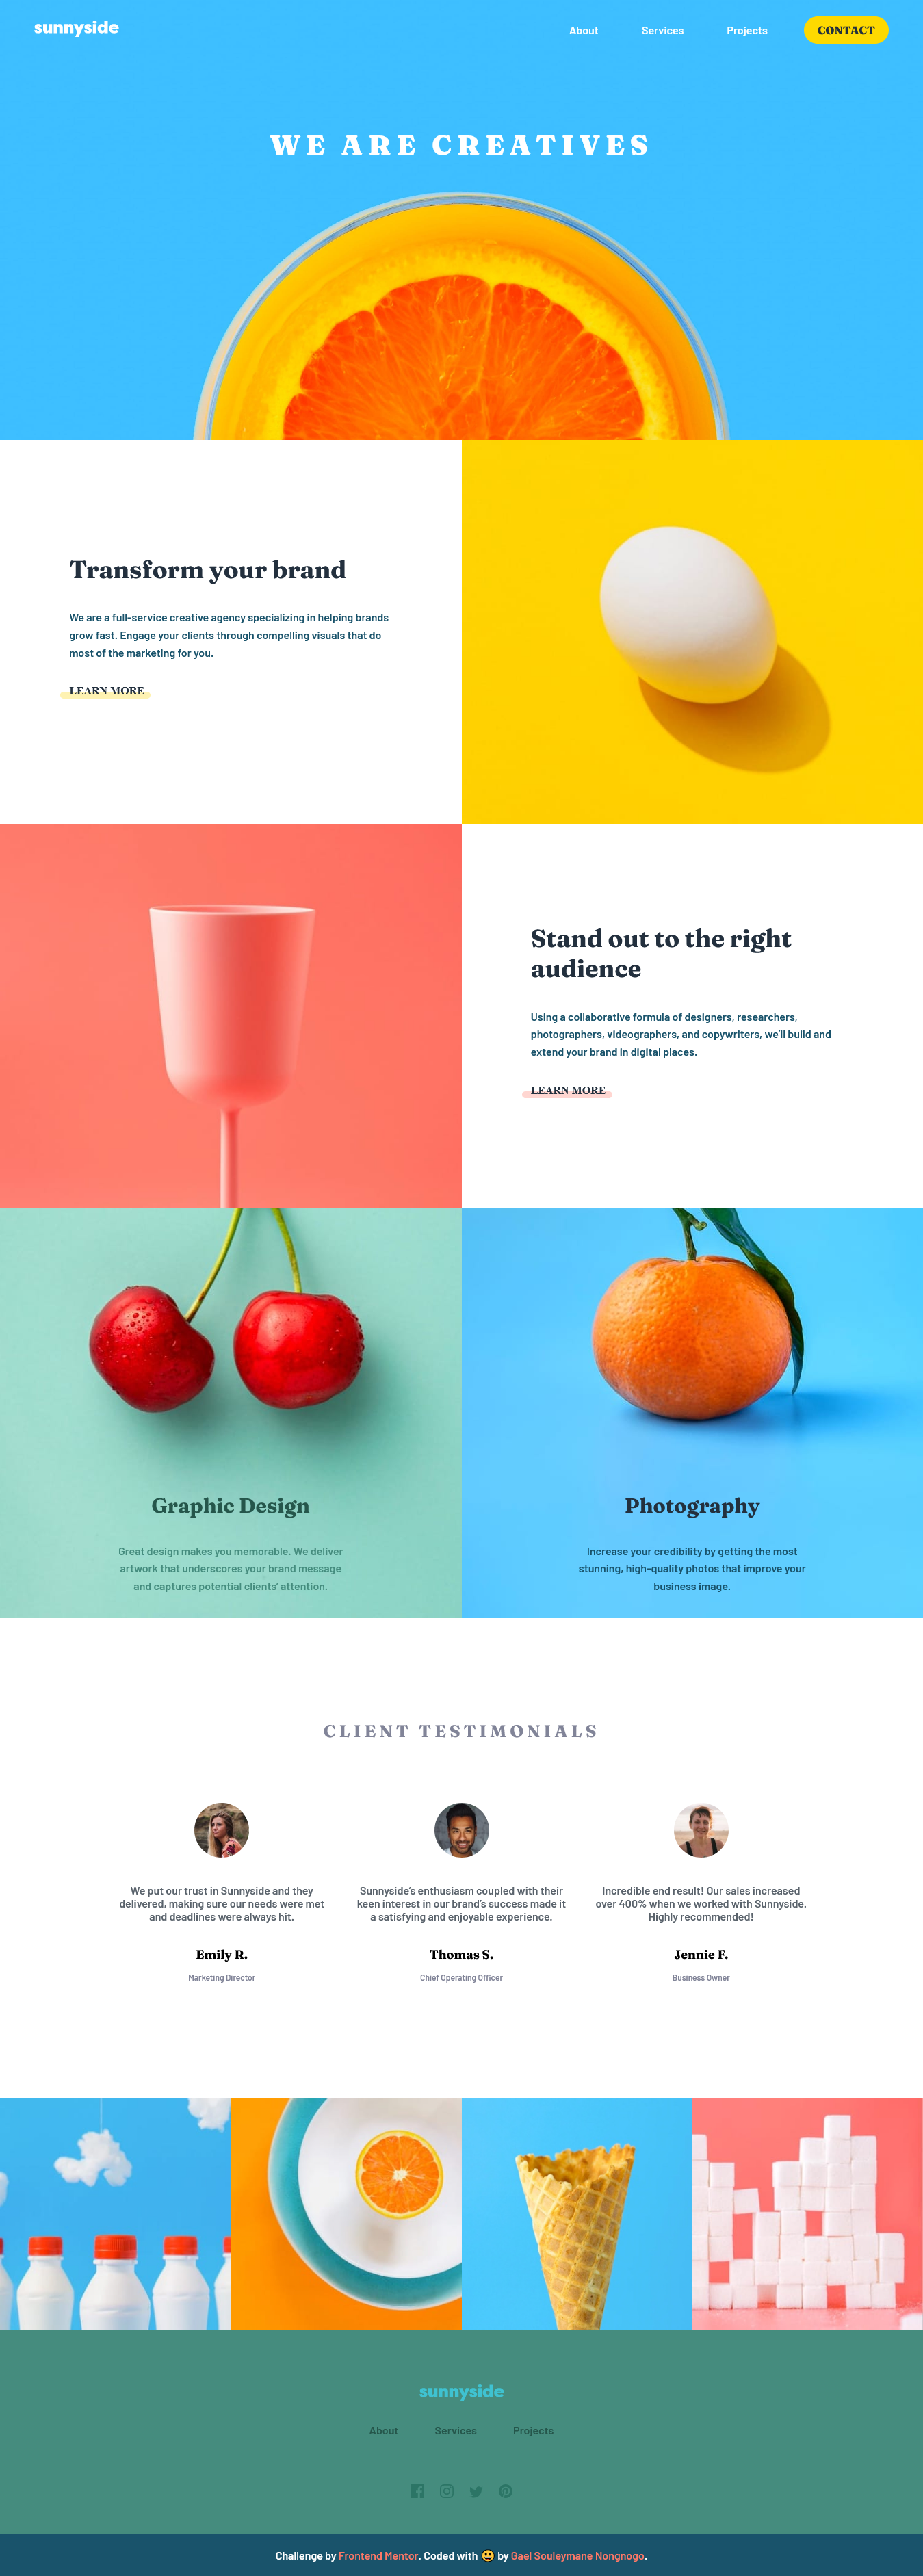 sunnyside
About Services Projects CONTACT
WE ARE CREATIVES
Transform your brand
We are a full-service creative agency specializing in helping brands
grow fast. Engage your clients through compelling visuals that do
most of the marketing for you.
LEARN MORE
Stand out to the right
audience
Using a collaborative formula of designers, researchers,
photographers, videographers, and copywriters, we'll build and
extend your brand in digital places.
LEARN MORE
Graphic Design
Great design makes you memorable. We deliver
artwork that underscores your brand message
and captures potential clients' attention.
Photography
Increase your credibility by getting the most
stunning, high-quality photos that improve your
business image.
CLIENT TESTIMONIALS
We put our trust in Sunnyside and they
delivered, making sure our needs were met
and deadlines were always hit.
Emily R.
Marketing Director
Sunnyside's enthusiasm coupled with their
keen interest in our brand's success made it
a satisfying and enjoyable experience.
Thomas S.
Chief Operating Officer
Incredible end result! Our sales increased
over 400% when we worked with Sunnyside.
Highly recommended!
Jennie F.
Business Owner
sunnyside
About Services Projects
Challenge by Frontend Mentor. Coded with 😃 by Gael Souleymane Nongnogo.